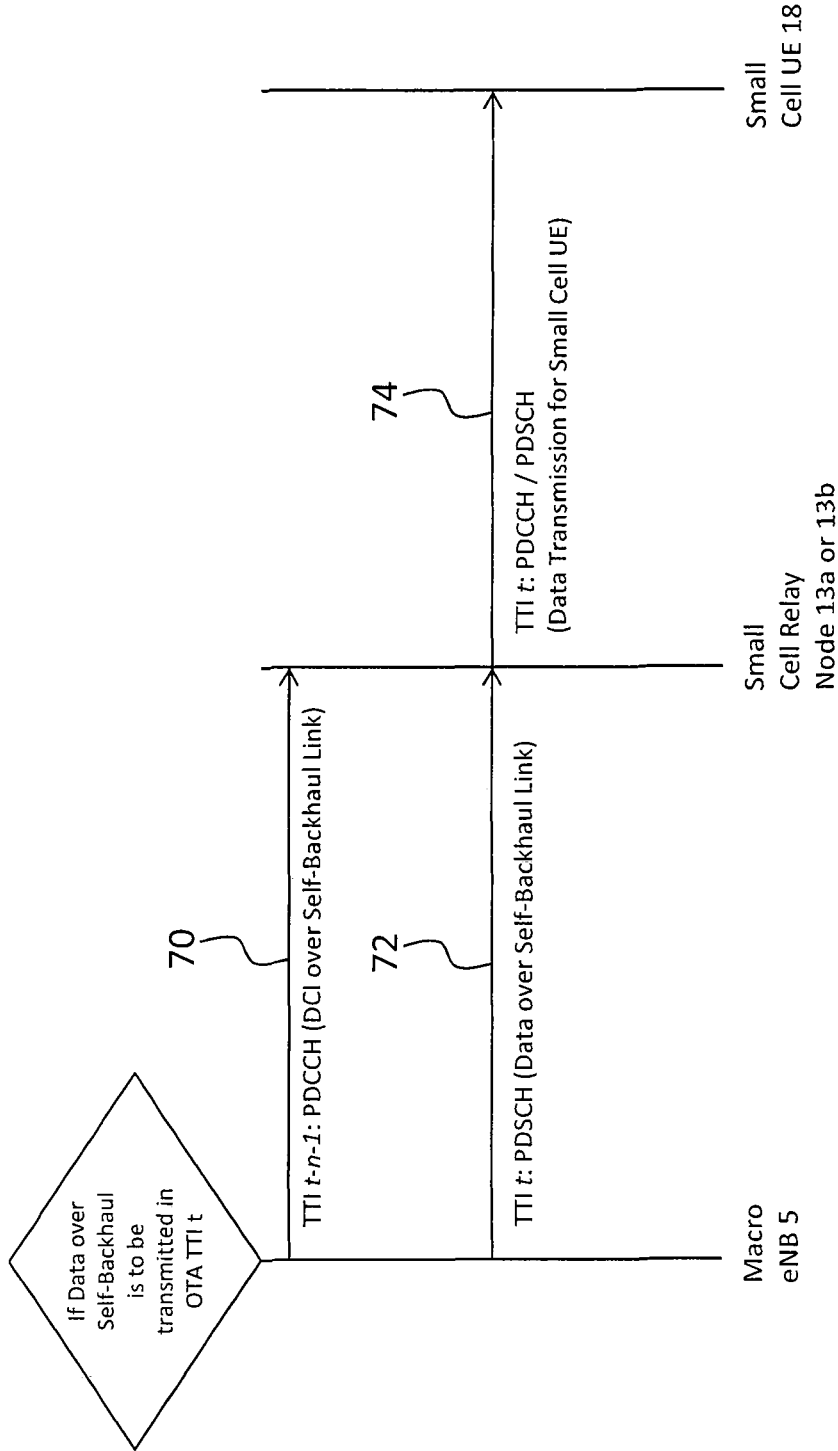 If Data over
Self-Backhaul
is to be
transmitted in
OTA TTI t
70
TTI t-n-1: PDCCH (DCI over Self-Backhaul Link)
72
TTI t: PDSCH (Data over Self-Backhaul Link)
74
TTI t: PDCCH / PDSCH
(Data Transmission for Small Cell UE)
Macro
eNB 5
Small
Cell Relay
Node 13a or 13b
Small
Cell UE 18